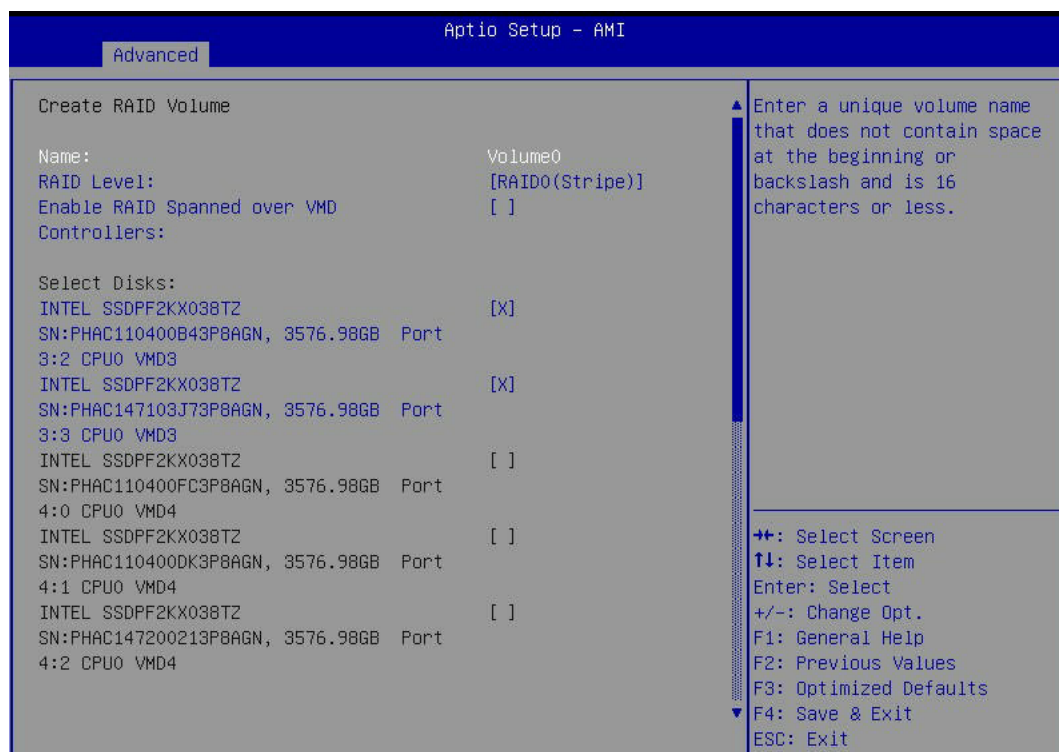 Aptio Setup – AMI
Advanced
Create RAID Volume
Name: Volume0
RAID Level: [RAID0(Stripe)]
Enable RAID Spanned over VMD [ ]
Controllers:
Select Disks:
INTEL SSDPF2KX038TZ [X]
SN:PHAC110400B43P8AGN, 3576.98GB Port
3:2 CPU0 VMD3
INTEL SSDPF2KX038TZ [X]
SN:PHAC147103J73P8AGN, 3576.98GB Port
3:3 CPU0 VMD3
INTEL SSDPF2KX038TZ [ ]
SN:PHAC110400FC3P8AGN, 3576.98GB Port
4:0 CPU0 VMD4
INTEL SSDPF2KX038TZ [ ]
SN:PHAC110400DK3P8AGN, 3576.98GB Port
4:1 CPU0 VMD4
INTEL SSDPF2KX038TZ [ ]
SN:PHAC147200213P8AGN, 3576.98GB Port
4:2 CPU0 VMD4
Enter a unique volume name
that does not contain space
at the beginning or
backslash and is 16
characters or less.
→←: Select Screen
↑↓: Select Item
Enter: Select
+/-: Change Opt.
F1: General Help
F2: Previous Values
F3: Optimized Defaults
F4: Save & Exit
ESC: Exit